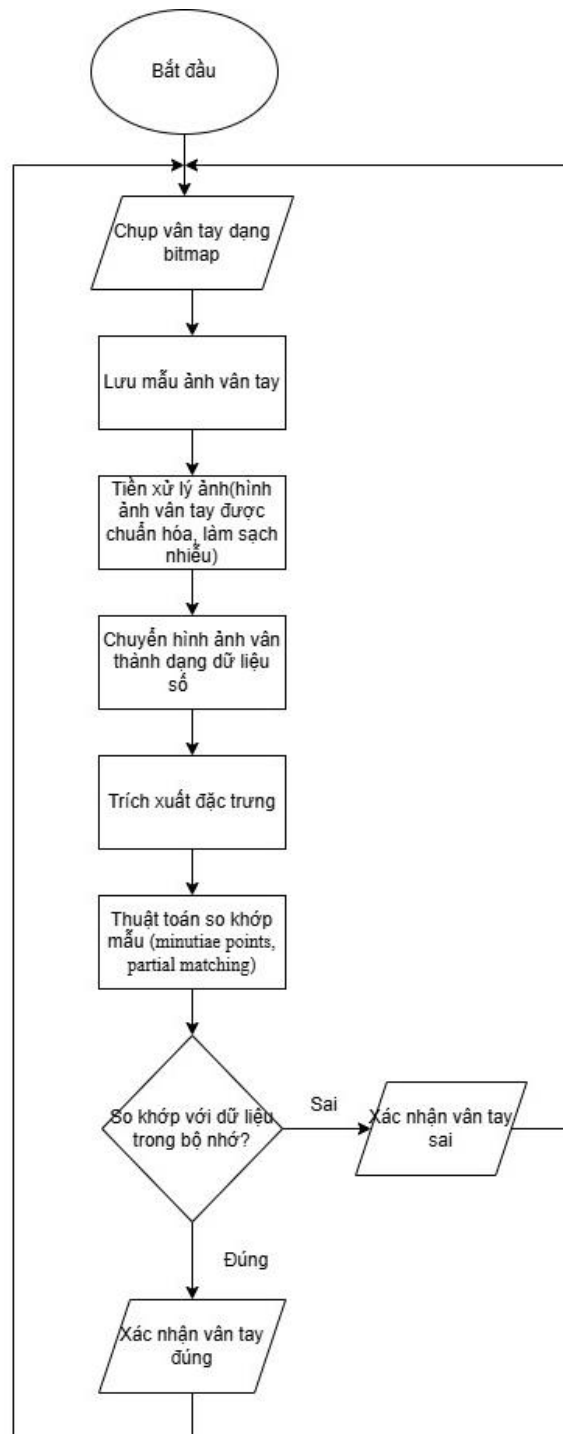 Bắt đầu
Chụp vân tay dạng
bitmap
Lưu mẫu ảnh vân tay
Tiền xử lý ảnh(hình
ảnh vân tay được
chuẩn hóa, làm sạch
nhiễu)
Chuyển hình ảnh vân
thành dạng dữ liệu
số
Trích xuất đặc trưng
Thuật toán so khớp
mẫu (minutiae points,
partial matching)
So khớp với dữ liệu
trong bộ nhớ?
Sai
Xác nhận vân tay
sai
Đúng
Xác nhận vân tay
đúng